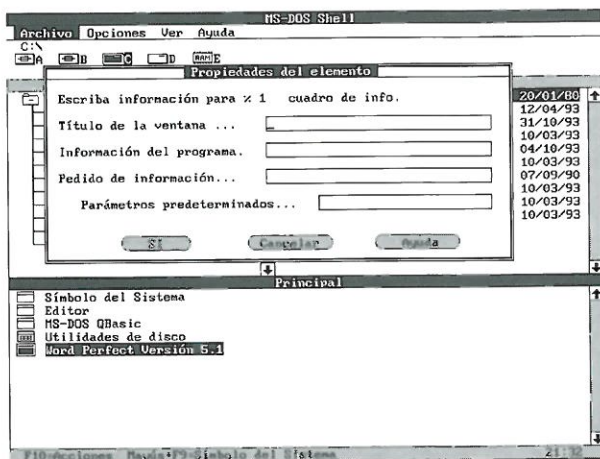 MS-DOS Shell
Archivo Opciones Ver Ayuda
C:\
A B C D RAM E
Propiedades del elemento
Escriba información para % 1 cuadro de info.
Título de la ventana ...
Información del programa.
Pedido de información...
Parámetros predeterminados...
Sí Cancelar Ayuda
20/01/80
12/04/93
31/10/93
10/03/93
04/10/93
10/03/93
07/09/90
10/03/93
10/03/93
10/03/93
Principal
Símbolo del Sistema
Editor
MS-DOS QBasic
Utilidades de disco
Word Perfect Versión 5.1
F10=Acciones Mayús+F9=Símbolo del Sistema 21:32